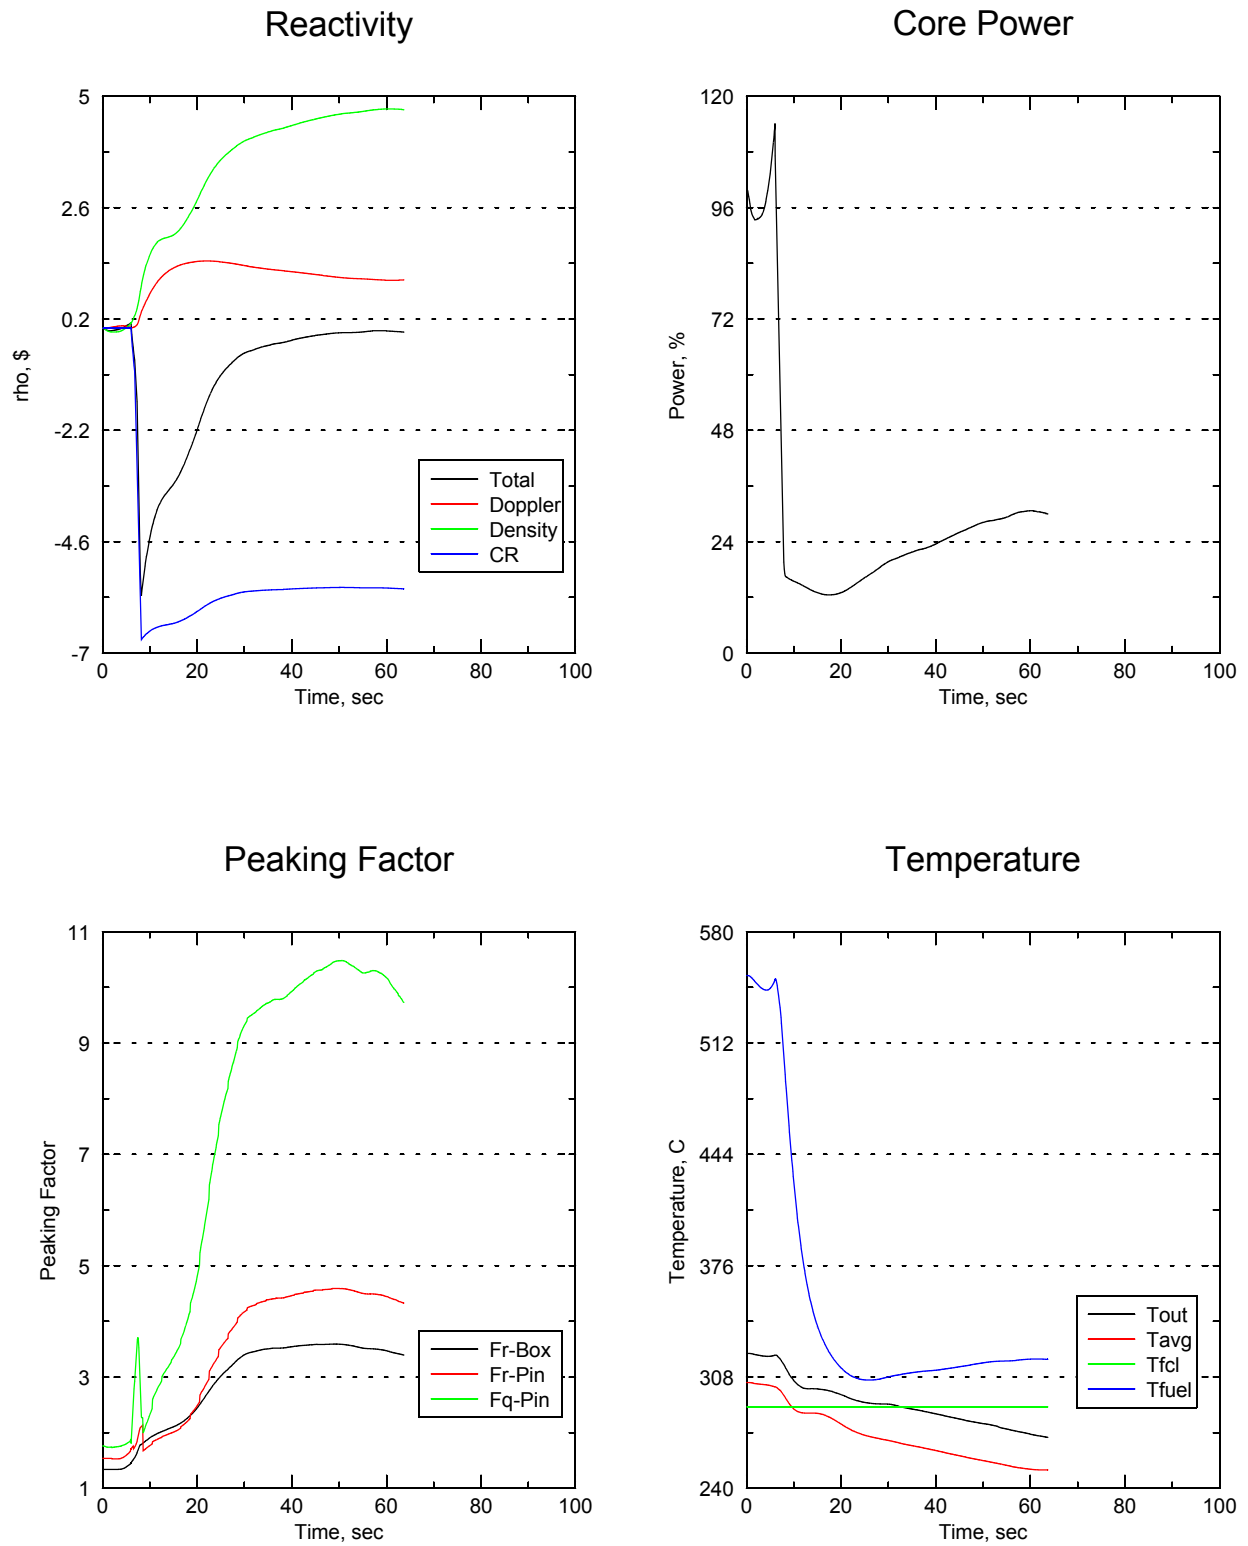 Reactivity
5
2.6
0.2
-2.2
-4.6
-7
rho, $
0 20 40 60 80 100
Time, sec
Total
Doppler
Density
CR
Core Power
120
96
72
48
24
0
Power, %
0 20 40 60 80 100
Time, sec
Peaking Factor
11
9
7
5
3
1
Peaking Factor
0 20 40 60 80 100
Time, sec
Fr-Box
Fr-Pin
Fq-Pin
Temperature
580
512
444
376
308
240
Temperature, C
0 20 40 60 80 100
Time, sec
Tout
Tavg
Tfcl
Tfuel